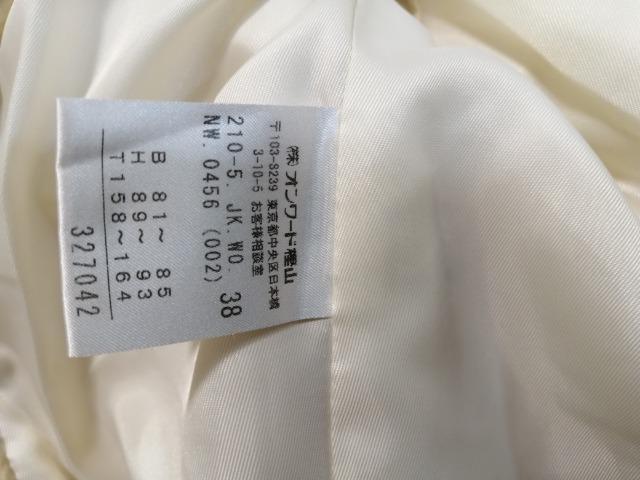 (株) オンワード樫山
〒103-8239 東京都中央区日本橋
3-10-5 お客様相談室
210-5. JK.WO. 38
NW. 0456 (002)
B 81～ 85
H 89～ 93
T 158～164
327042